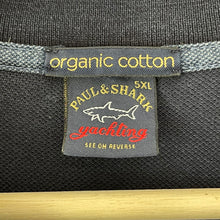 organic cotton
5XL
PAUL & SHARK
yachting
SEE ON REVERSE